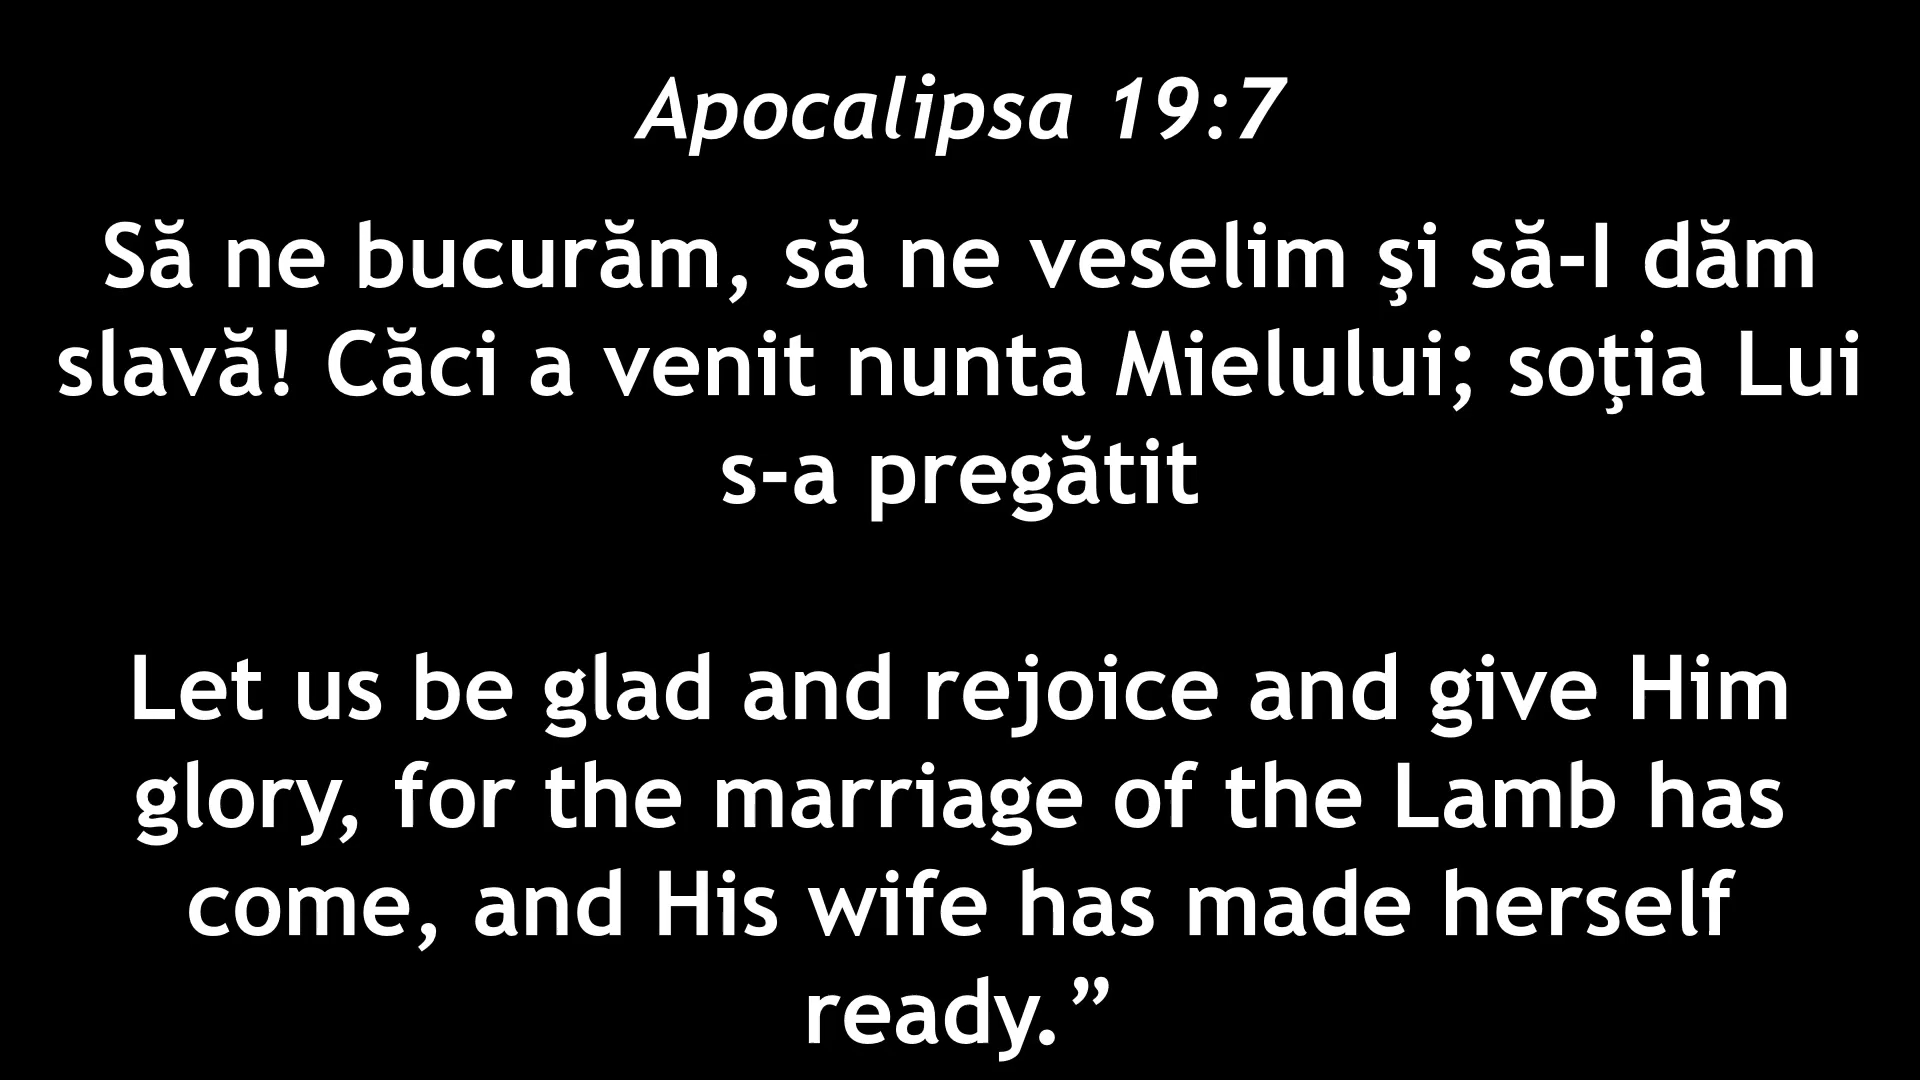 Apocalipsa 19:7
Să ne bucurăm, să ne veselim şi să-I dăm
slavă! Căci a venit nunta Mielului; soţia Lui
s-a pregătit
Let us be glad and rejoice and give Him
glory, for the marriage of the Lamb has
come, and His wife has made herself
ready.”